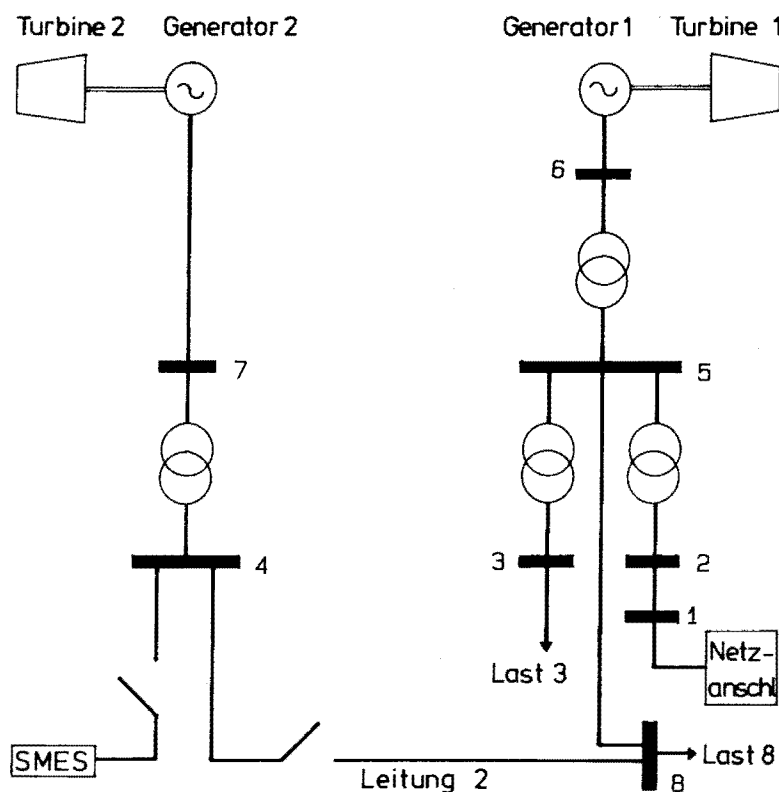 Turbine 2 Generator 2 Generator 1 Turbine 1
6
7
5
4
3
2
1
Last 3
Netz-
anschl
SMES
Leitung 2
Last 8
8